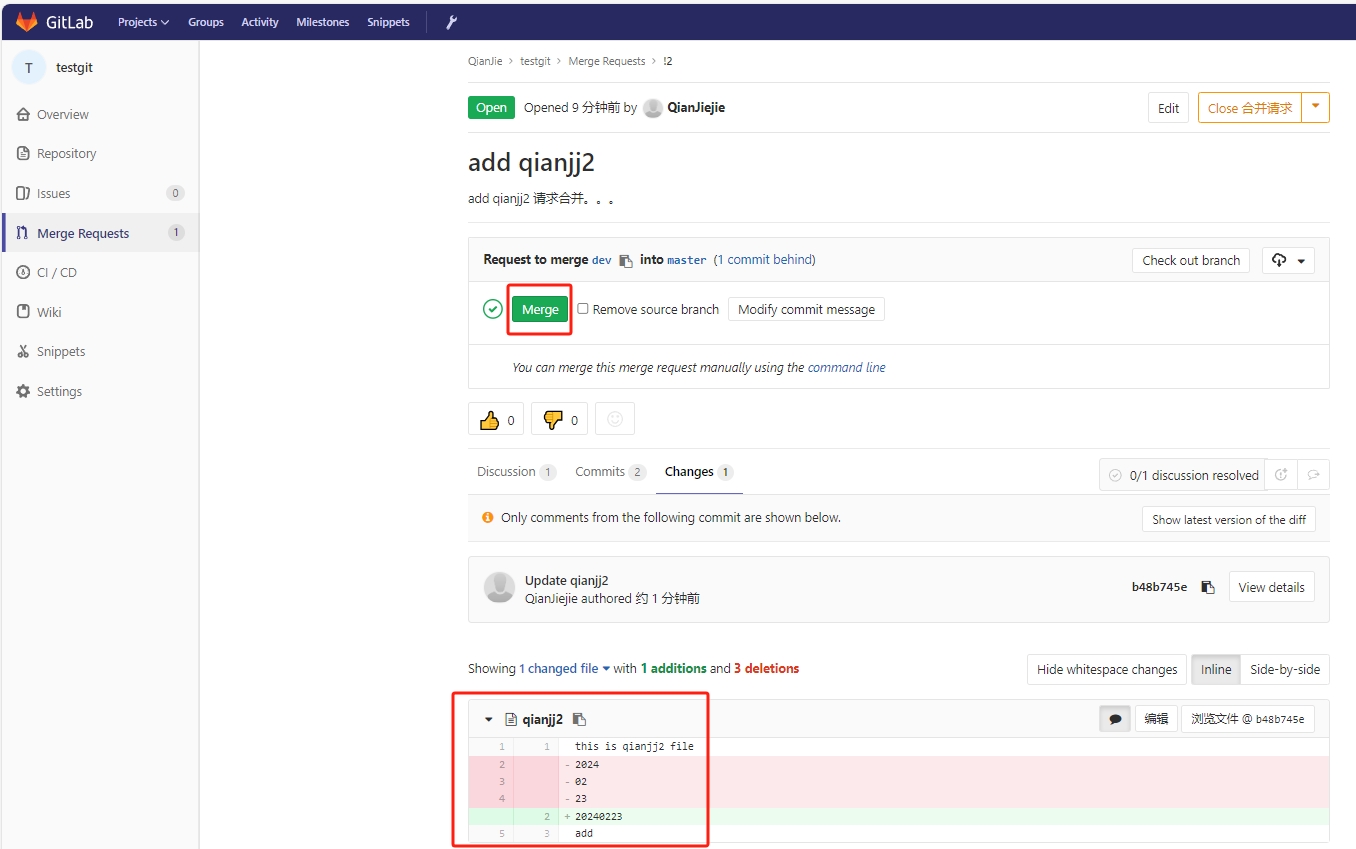 GitLab Projects Groups Activity Milestones Snippets
T testgit
Overview
Repository
Issues 0
Merge Requests 1
CI / CD
Wiki
Snippets
Settings
QianJie > testgit > Merge Requests > !2
Open Opened 9 分钟前 by QianJiejie Edit Close 合并请求
add qianjj2
add qianjj2 请求合并。。。
Request to merge dev into master (1 commit behind) Check out branch
Merge Remove source branch Modify commit message
You can merge this merge request manually using the command line
0 0
Discussion 1 Commits 2 Changes 1 0/1 discussion resolved
Only comments from the following commit are shown below. Show latest version of the diff
Update qianjj2
QianJiejie authored 约 1 分钟前 b48b745e View details
Showing 1 changed file with 1 additions and 3 deletions Hide whitespace changes Inline Side-by-side
qianjj2 编辑 浏览文件 @ b48b745e
1 1 this is qianjj2 file
2 - 2024
3 - 02
4 - 23
2 + 20240223
5 3 add